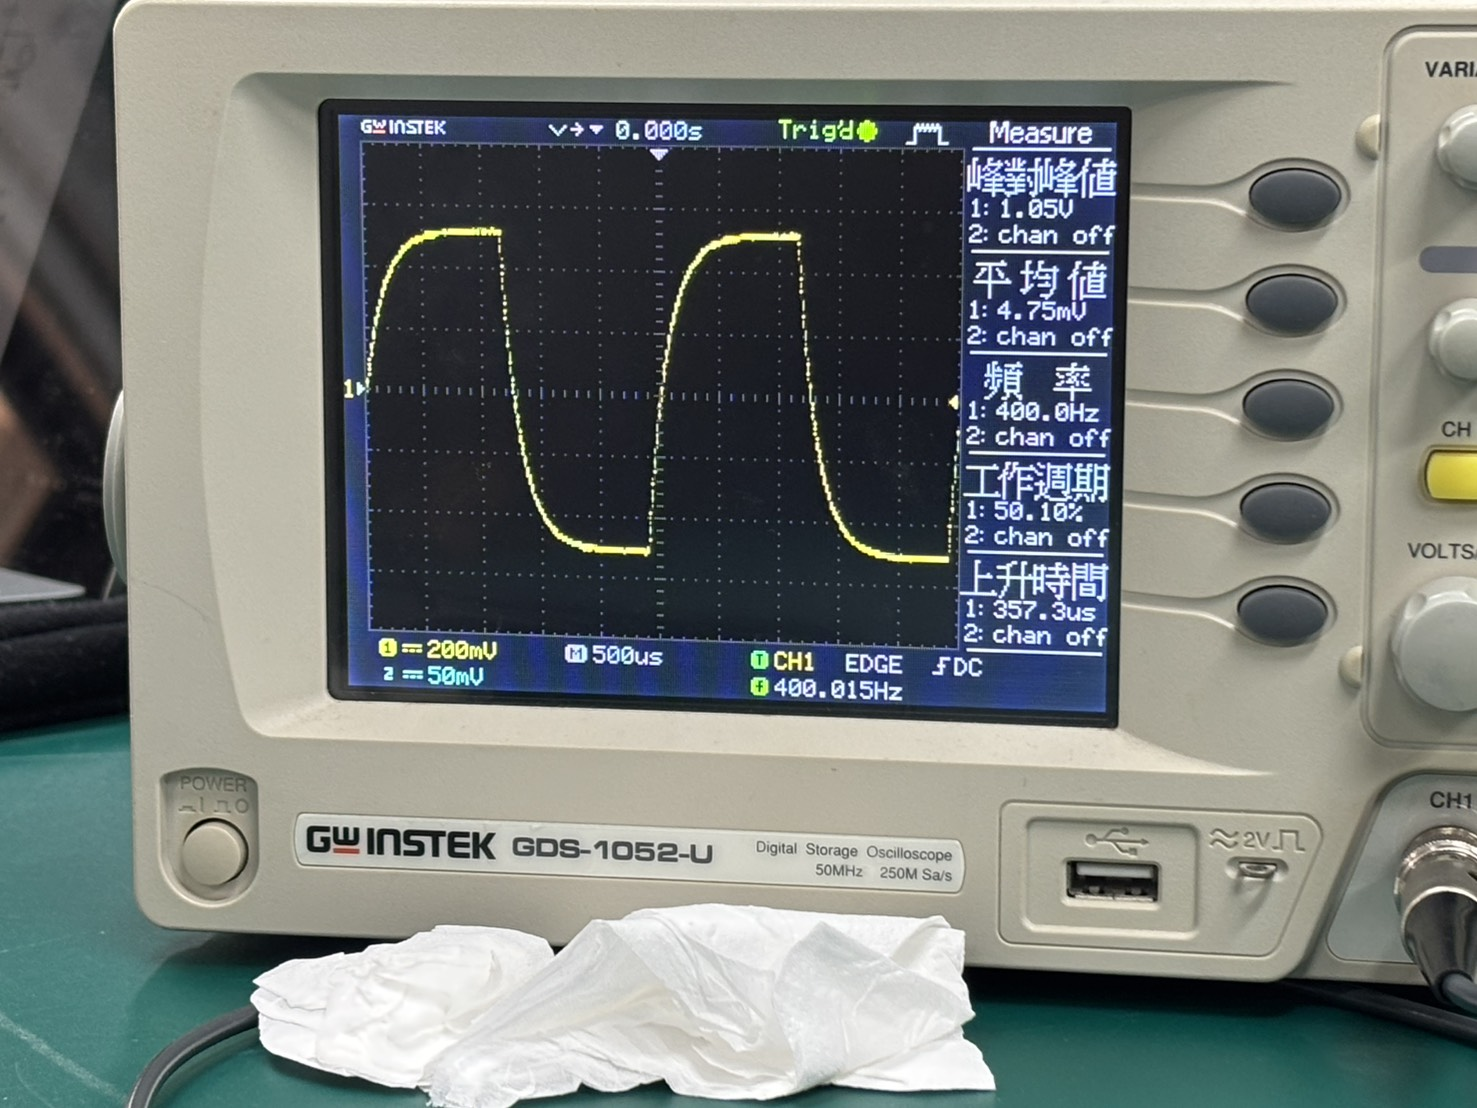 GW INSTEK 0.000s Trig'd Measure
峰對峰值
1: 1.05V
2: chan off
平均值
1: 4.75mV
2: chan off
頻率
1: 400.0Hz
2: chan off
工作週期
1: 50.10%
2: chan off
上升時間
1: 357.3us
2: chan off
1
1 200mV M 500us T CH1 EDGE DC
2 50mV f 400.015Hz
POWER
I O
GW INSTEK GDS-1052-U Digital Storage Oscilloscope
50MHz 250M Sa/s
2V
VARI
CH
VOLTS
CH1